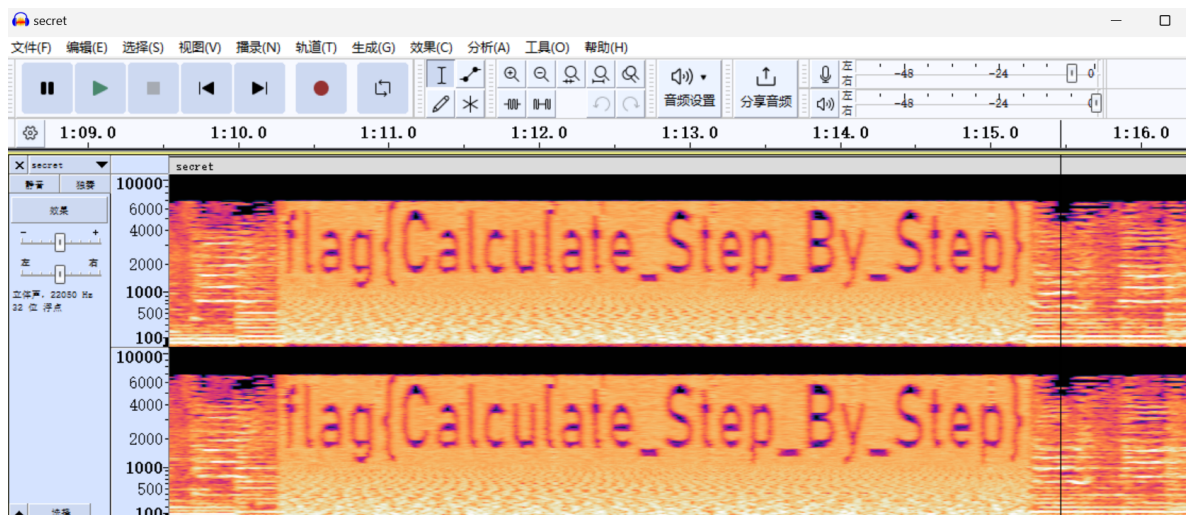 secret
文件(F) 编辑(E) 选择(S) 视图(V) 播录(N) 轨道(T) 生成(G) 效果(C) 分析(A) 工具(O) 帮助(H)
音频设置 分享音频
左 -48 -24 0
右
左 -48 -24 0
右
1:09.0 1:10.0 1:11.0 1:12.0 1:13.0 1:14.0 1:15.0 1:16.0
secret secret
静音 独奏
效果
- +
左 右
立体声, 22050 Hz
32 位 浮点
10000
6000
4000
2000
1000
500
100
flag{Calculate_Step_By_Step}
10000
6000
4000
2000
1000
500
100
flag{Calculate_Step_By_Step}
选择